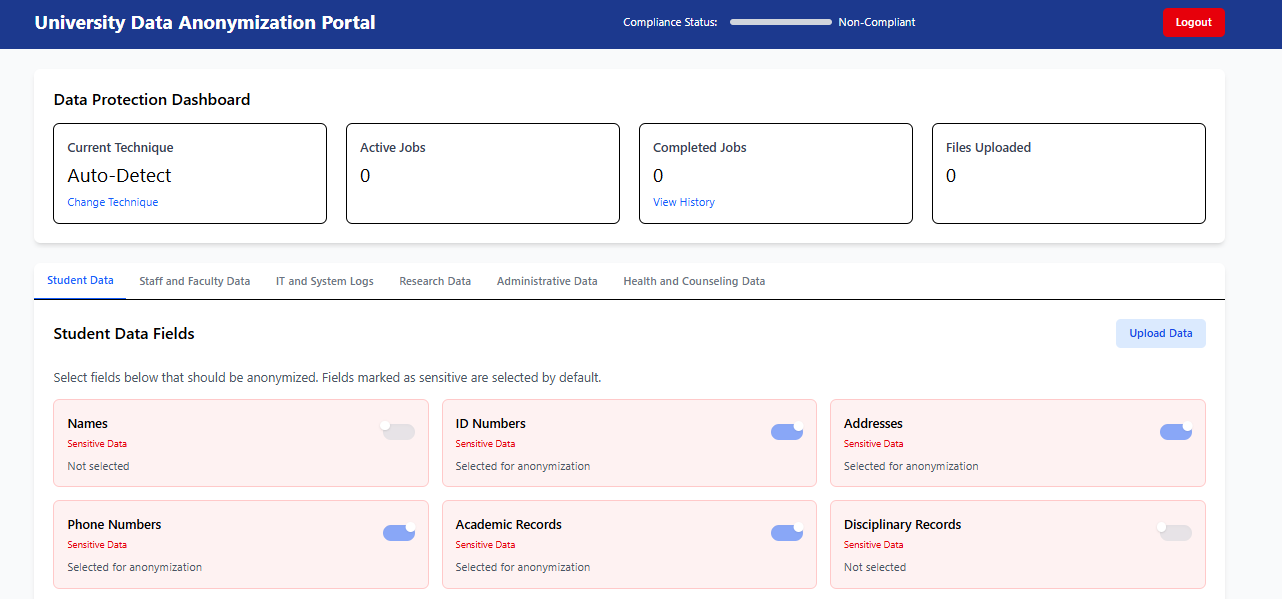 University Data Anonymization Portal
Compliance Status:
Non-Compliant
Logout
Data Protection Dashboard
Current Technique
Auto-Detect
Change Technique
Active Jobs
0
Completed Jobs
0
View History
Files Uploaded
0
Student Data
Staff and Faculty Data
IT and System Logs
Research Data
Administrative Data
Health and Counseling Data
Student Data Fields
Upload Data
Select fields below that should be anonymized. Fields marked as sensitive are selected by default.
Names
Sensitive Data
Not selected
ID Numbers
Sensitive Data
Selected for anonymization
Addresses
Sensitive Data
Selected for anonymization
Phone Numbers
Sensitive Data
Selected for anonymization
Academic Records
Sensitive Data
Selected for anonymization
Disciplinary Records
Sensitive Data
Not selected